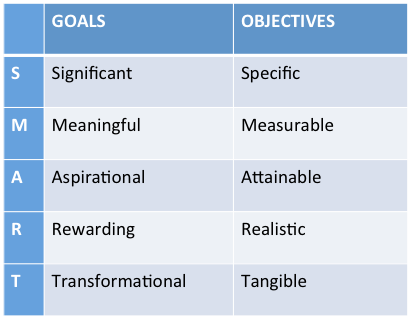 GOALS OBJECTIVES
S Significant Specific
M Meaningful Measurable
A Aspirational Attainable
R Rewarding Realistic
T Transformational Tangible